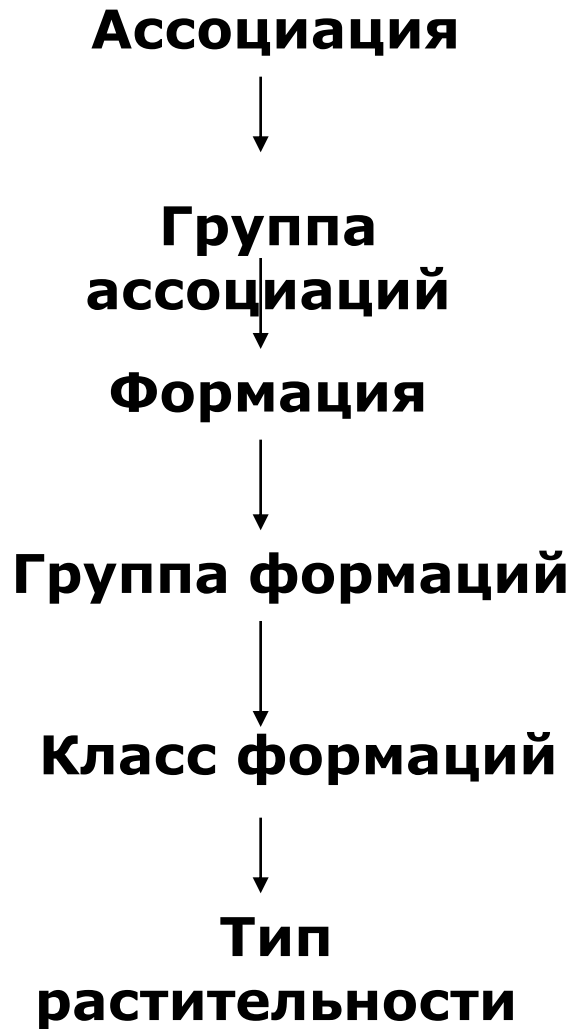 Ассоциация
Группа
ассоциаций
Формация
Группа формаций
Класс формаций
Тип
растительности